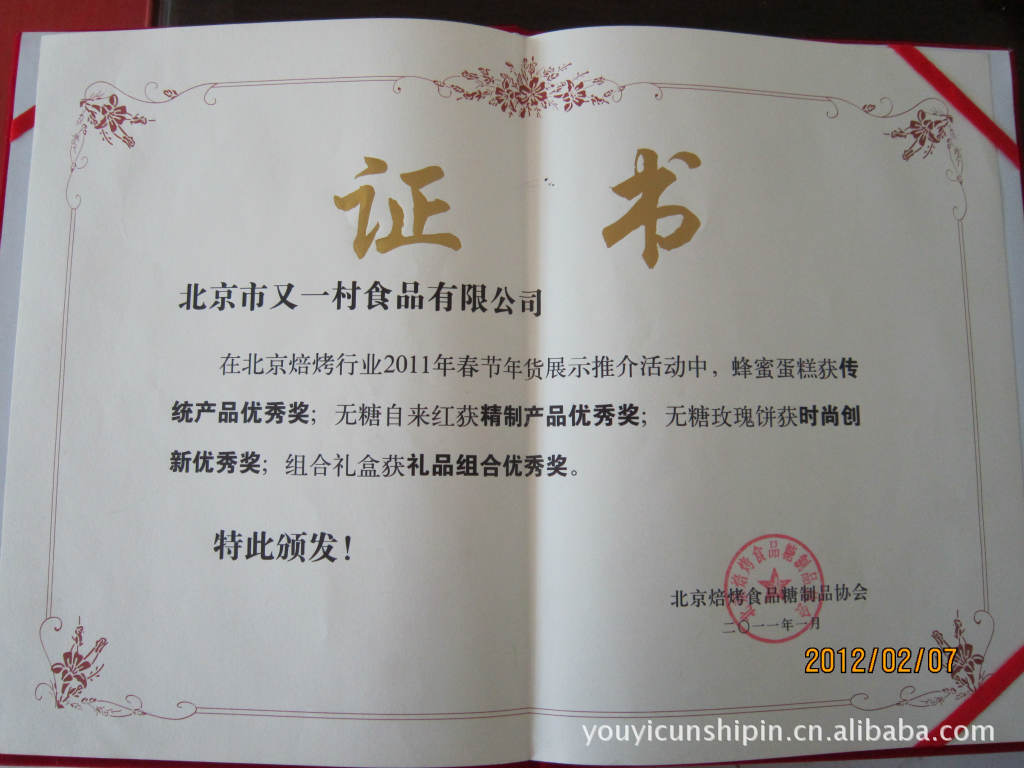 证 书
北京市又一村食品有限公司
在北京焙烤行业2011年春节年货展示推介活动中，蜂蜜蛋糕获传
统产品优秀奖；无糖自来红获精制产品优秀奖；无糖玫瑰饼获时尚创
新优秀奖；组合礼盒获礼品组合优秀奖。
特此颁发！
北京焙烤食品糖制品协会
二〇一一年一月
2012/02/07
youyicunshipin.cn.alibaba.com